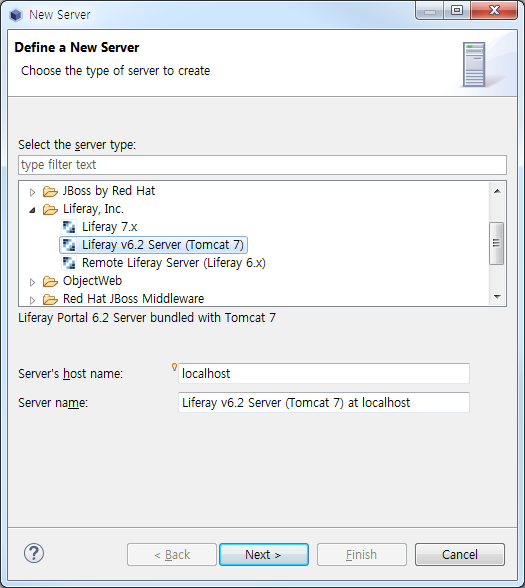 New Server
Define a New Server
Choose the type of server to create
Select the server type:
type filter text
JBoss by Red Hat
Liferay, Inc.
Liferay 7.x
Liferay v6.2 Server (Tomcat 7)
Remote Liferay Server (Liferay 6.x)
ObjectWeb
Red Hat JBoss Middleware
Liferay Portal 6.2 Server bundled with Tomcat 7
Server's host name: localhost
Server name: Liferay v6.2 Server (Tomcat 7) at localhost
? < Back Next > Finish Cancel